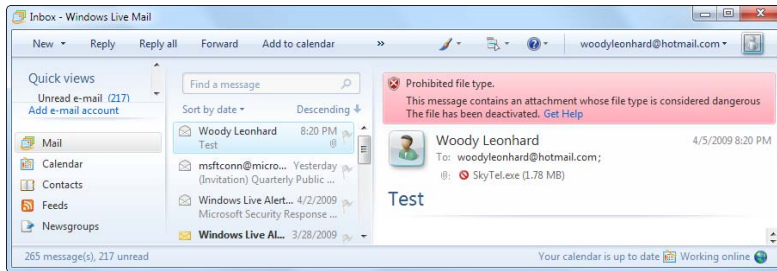 Inbox - Windows Live Mail
New Reply Reply all Forward Add to calendar » woodyleonhard@hotmail.com
Quick views
Unread e-mail (217)
Add e-mail account
Mail
Calendar
Contacts
Feeds
Newsgroups
Find a message
Sort by date Descending
Woody Leonhard 8:20 PM
Test
msftconn@micro... Yesterday
(Invitation) Quarterly Public ...
Windows Live Alert... 4/2/2009
Microsoft Security Response ...
Windows Live Al... 3/28/2009
Prohibited file type.
This message contains an attachment whose file type is considered dangerous
The file has been deactivated. Get Help
Woody Leonhard 4/5/2009 8:20 PM
To: woodyleonhard@hotmail.com;
SkyTel.exe (1.78 MB)
Test
265 message(s), 217 unread
Your calendar is up to date Working online